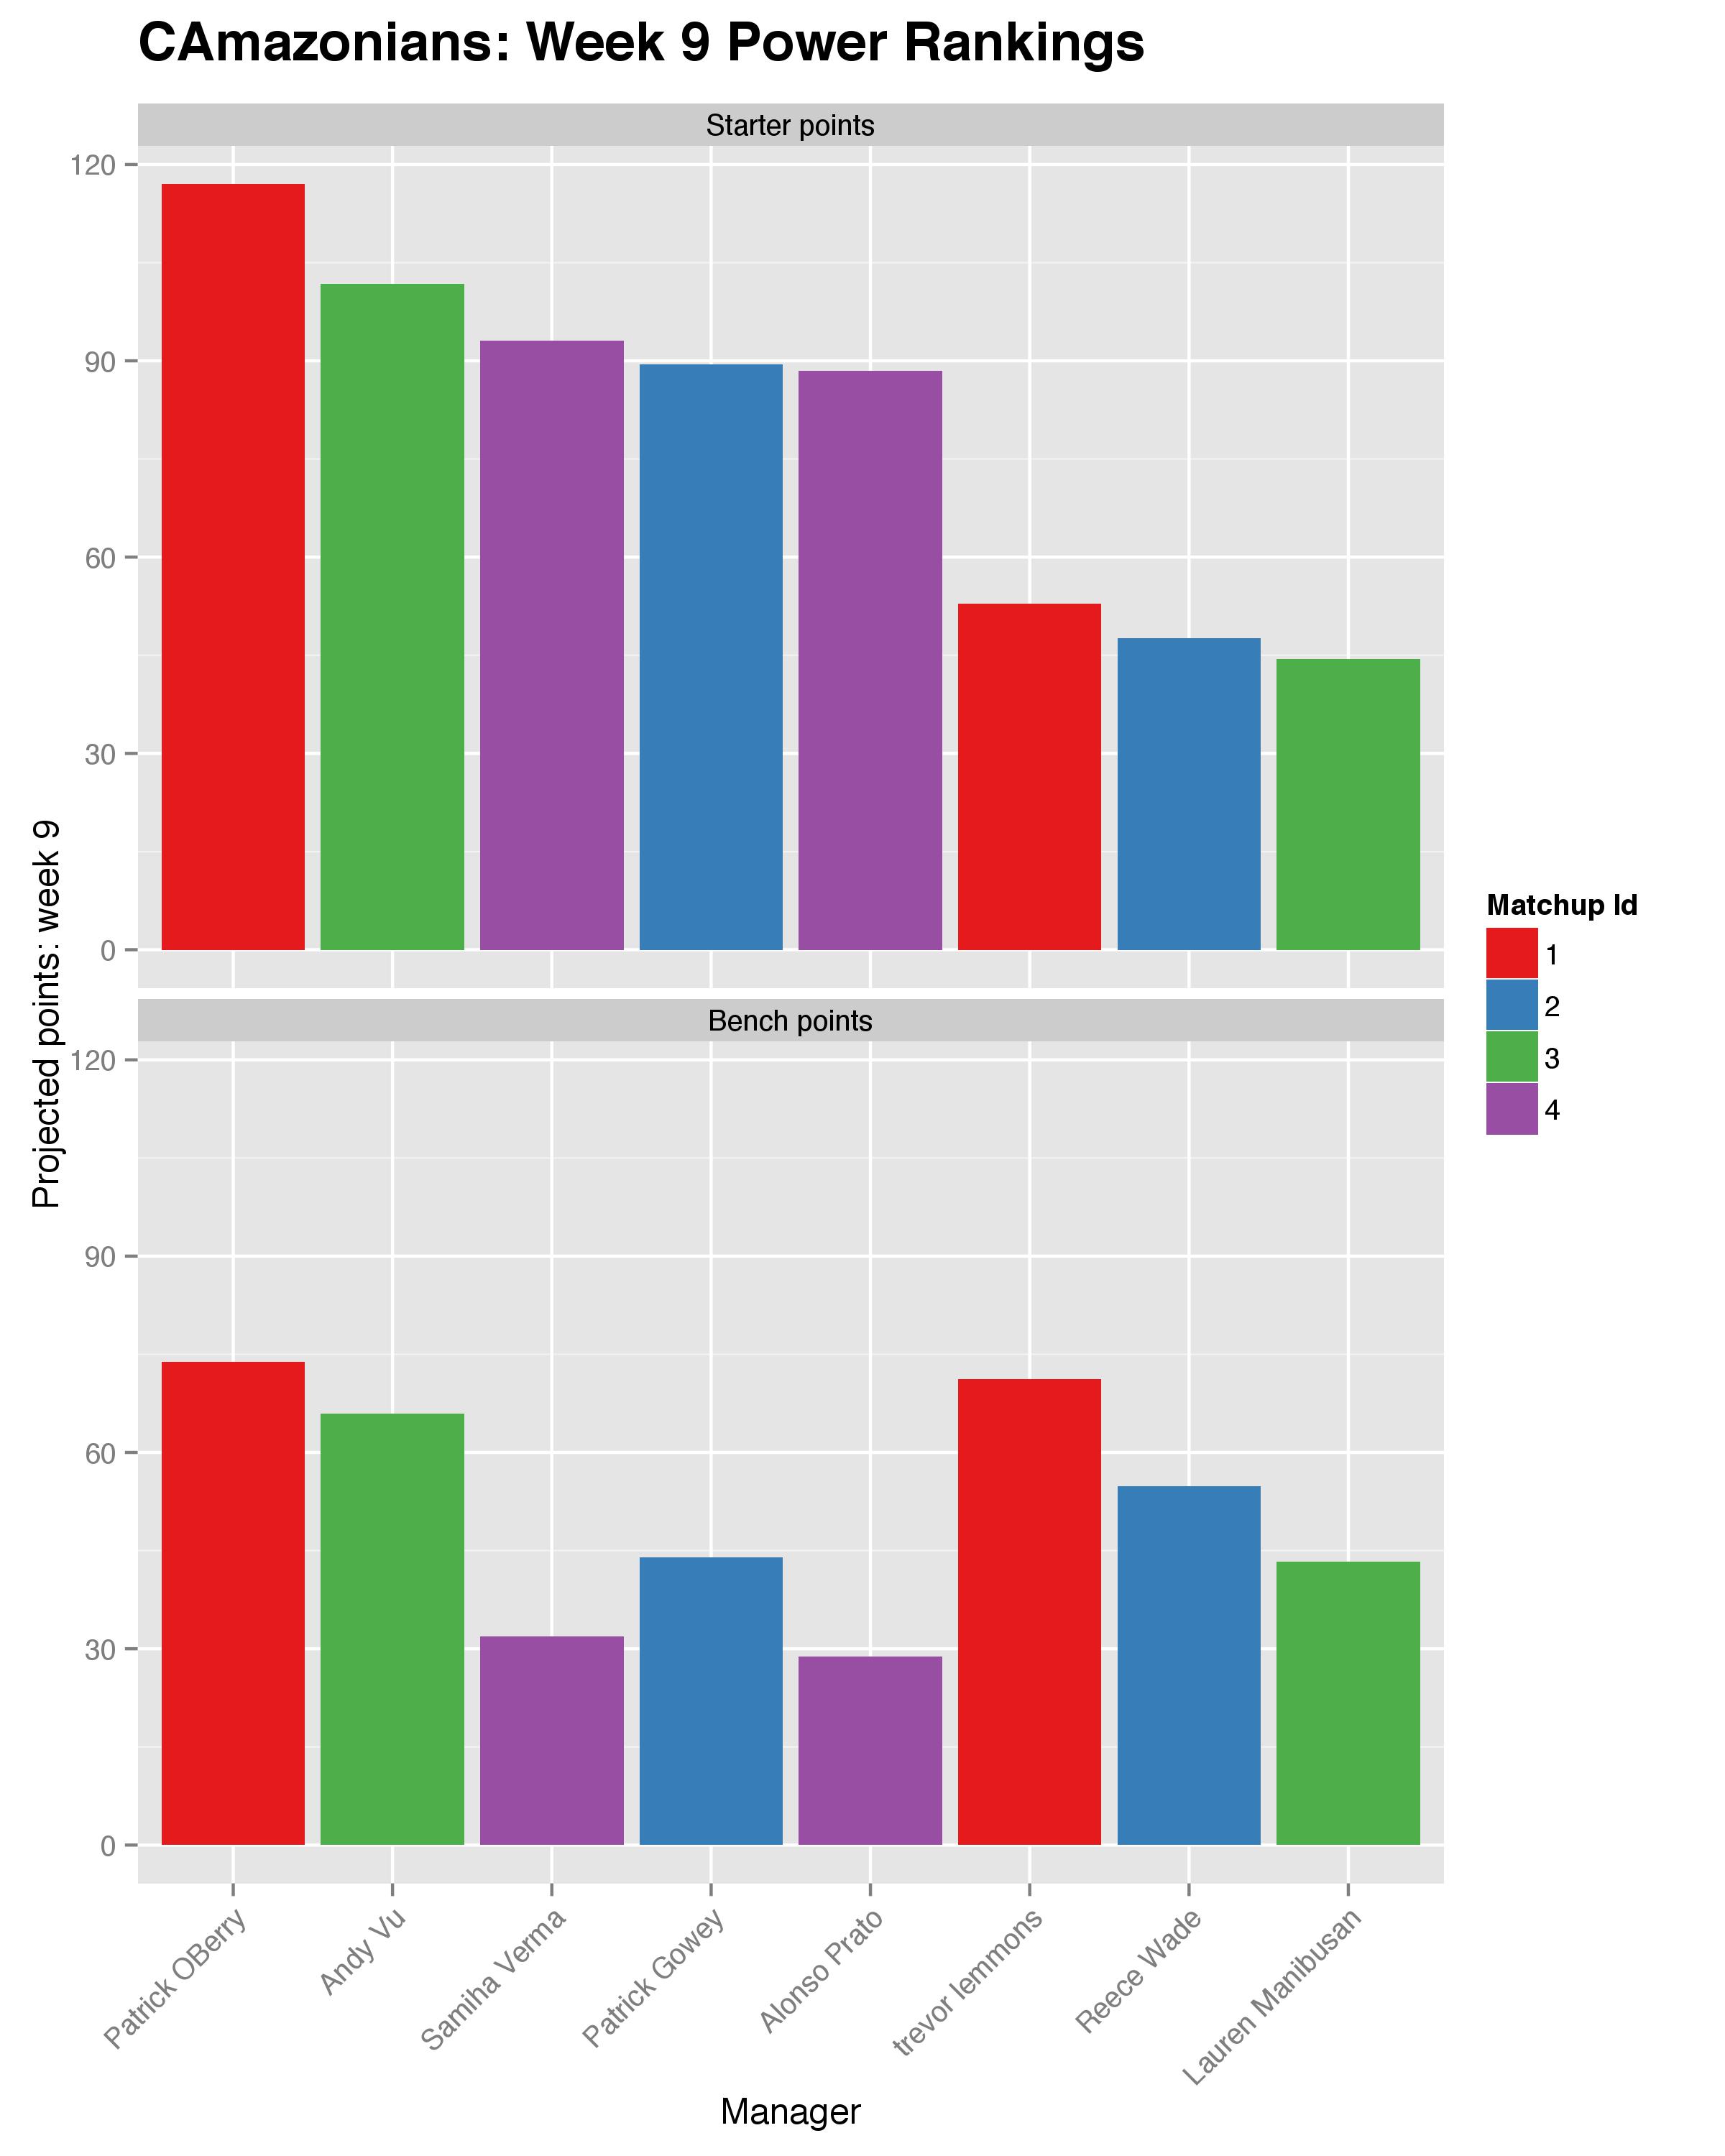 CAmazonians: Week 9 Power Rankings
Starter points
120
90
60
30
0
Bench points
120
90
60
30
0
Projected points: week 9
Patrick OBerry
Andy Vu
Samiha Verma
Patrick Gowey
Alonso Prato
trevor lemmons
Reece Wade
Lauren Manibusan
Manager
Matchup Id
1
2
3
4